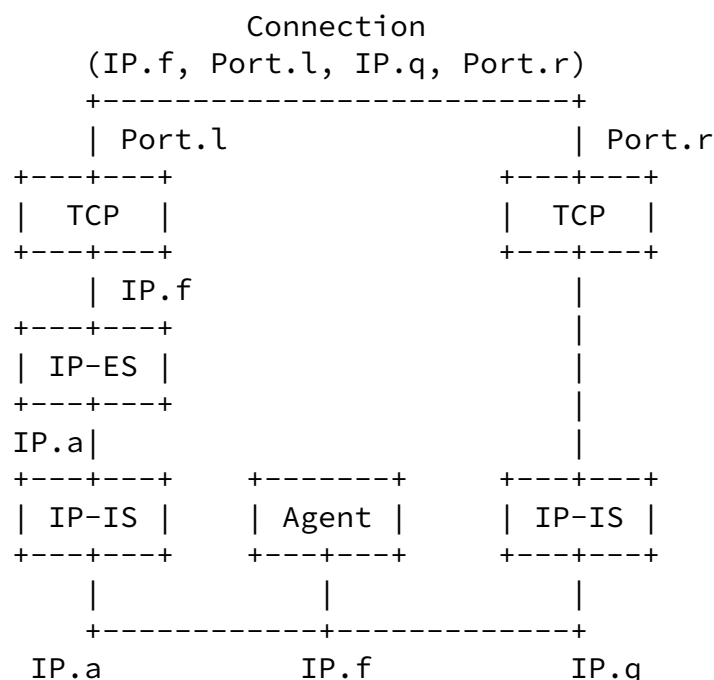 Connection
(IP.f, Port.l, IP.q, Port.r)
+--------------------------+
| Port.l | Port.r
+---+---+ +---+---+
| TCP | | TCP |
+---+---+ +---+---+
| IP.f |
+---+---+ |
| IP-ES | |
+---+---+ |
IP.a| |
+---+---+ +-------+ +---+---+
| IP-IS | | Agent | | IP-IS |
+---+---+ +---+---+ +---+---+
| | |
+------------+-------------+
IP.a IP.f IP.q